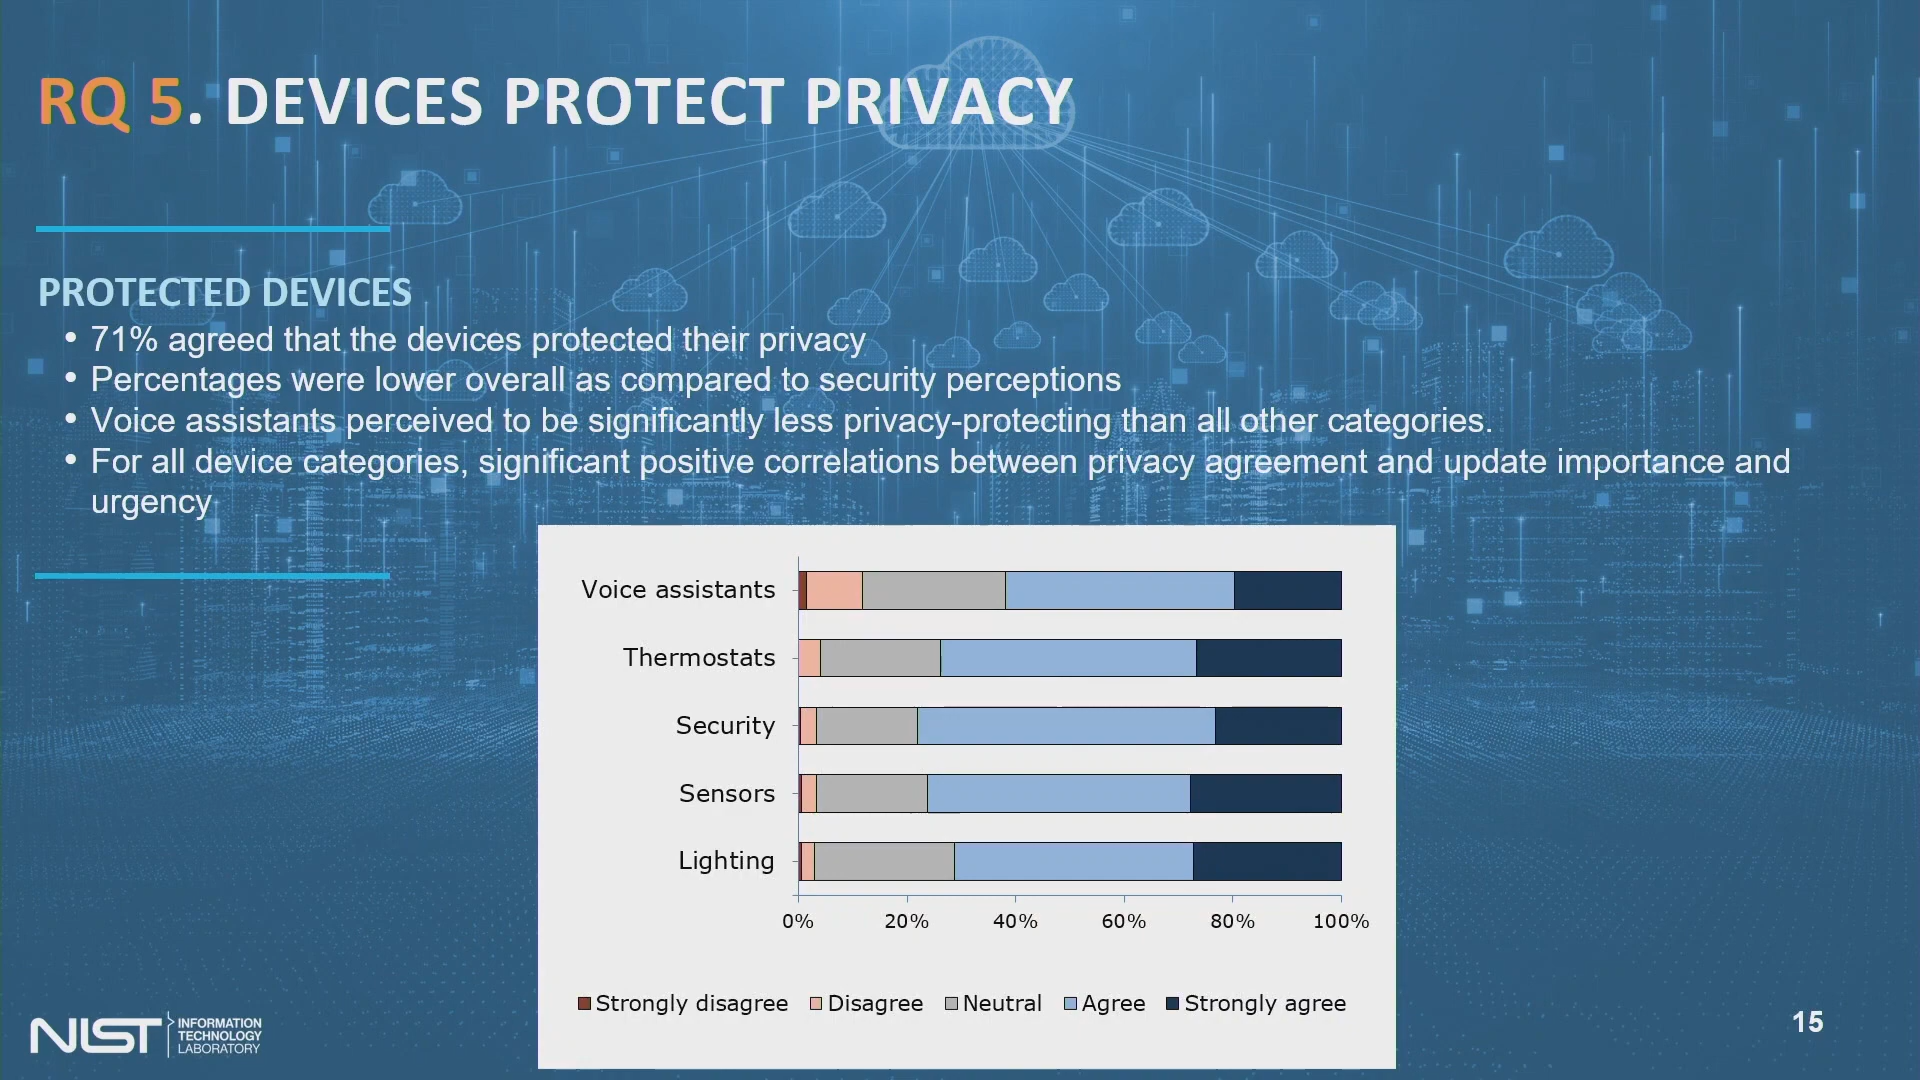 RQ 5. DEVICES PROTECT PRIVACY
PROTECTED DEVICES
• 71% agreed that the devices protected their privacy
• Percentages were lower overall as compared to security perceptions
• Voice assistants perceived to be significantly less privacy-protecting than all other categories.
• For all device categories, significant positive correlations between privacy agreement and update importance and
urgency
Voice assistants
Thermostats
Security
Sensors
Lighting
0% 20% 40% 60% 80% 100%
Strongly disagree Disagree Neutral Agree Strongly agree
NIST INFORMATION
TECHNOLOGY
LABORATORY
15